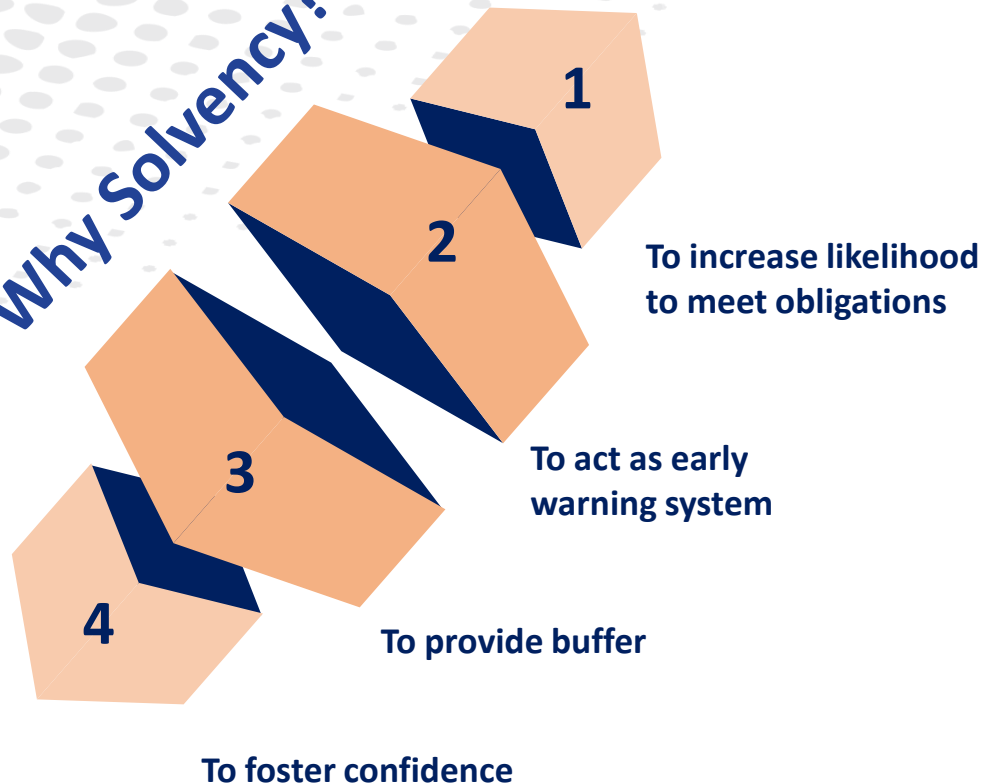 Why Solvency?
1
To increase likelihood
to meet obligations
2
To act as early
warning system
3
To provide buffer
4
To foster confidence